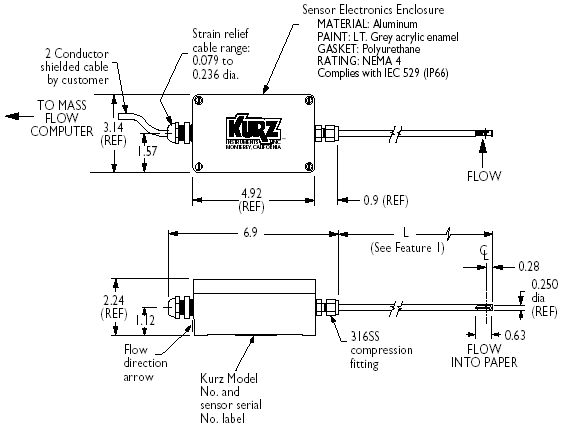 Sensor Electronics Enclosure
MATERIAL: Aluminum
PAINT: LT. Grey acrylic enamel
GASKET: Polyurethane
RATING: NEMA 4
Complies with IEC 529 (IP66)
Strain relief
cable range:
0.079 to
0.236 dia.
2 Conductor
shielded cable
by customer
TO MASS
FLOW
COMPUTER
3.14
(REF)
1.57
KURZ
INSTRUMENTS INC.
MONTEREY, CALIFORNIA
FLOW
4.92
(REF)
0.9 (REF)
6.9
L
(See Feature 1)
℄
0.28
0.250
dia
(REF)
2.24
(REF)
1.12
0.63
Flow
direction
arrow
316SS
compression
fitting
FLOW
INTO PAPER
Kurz Model
No. and
sensor serial
No. label